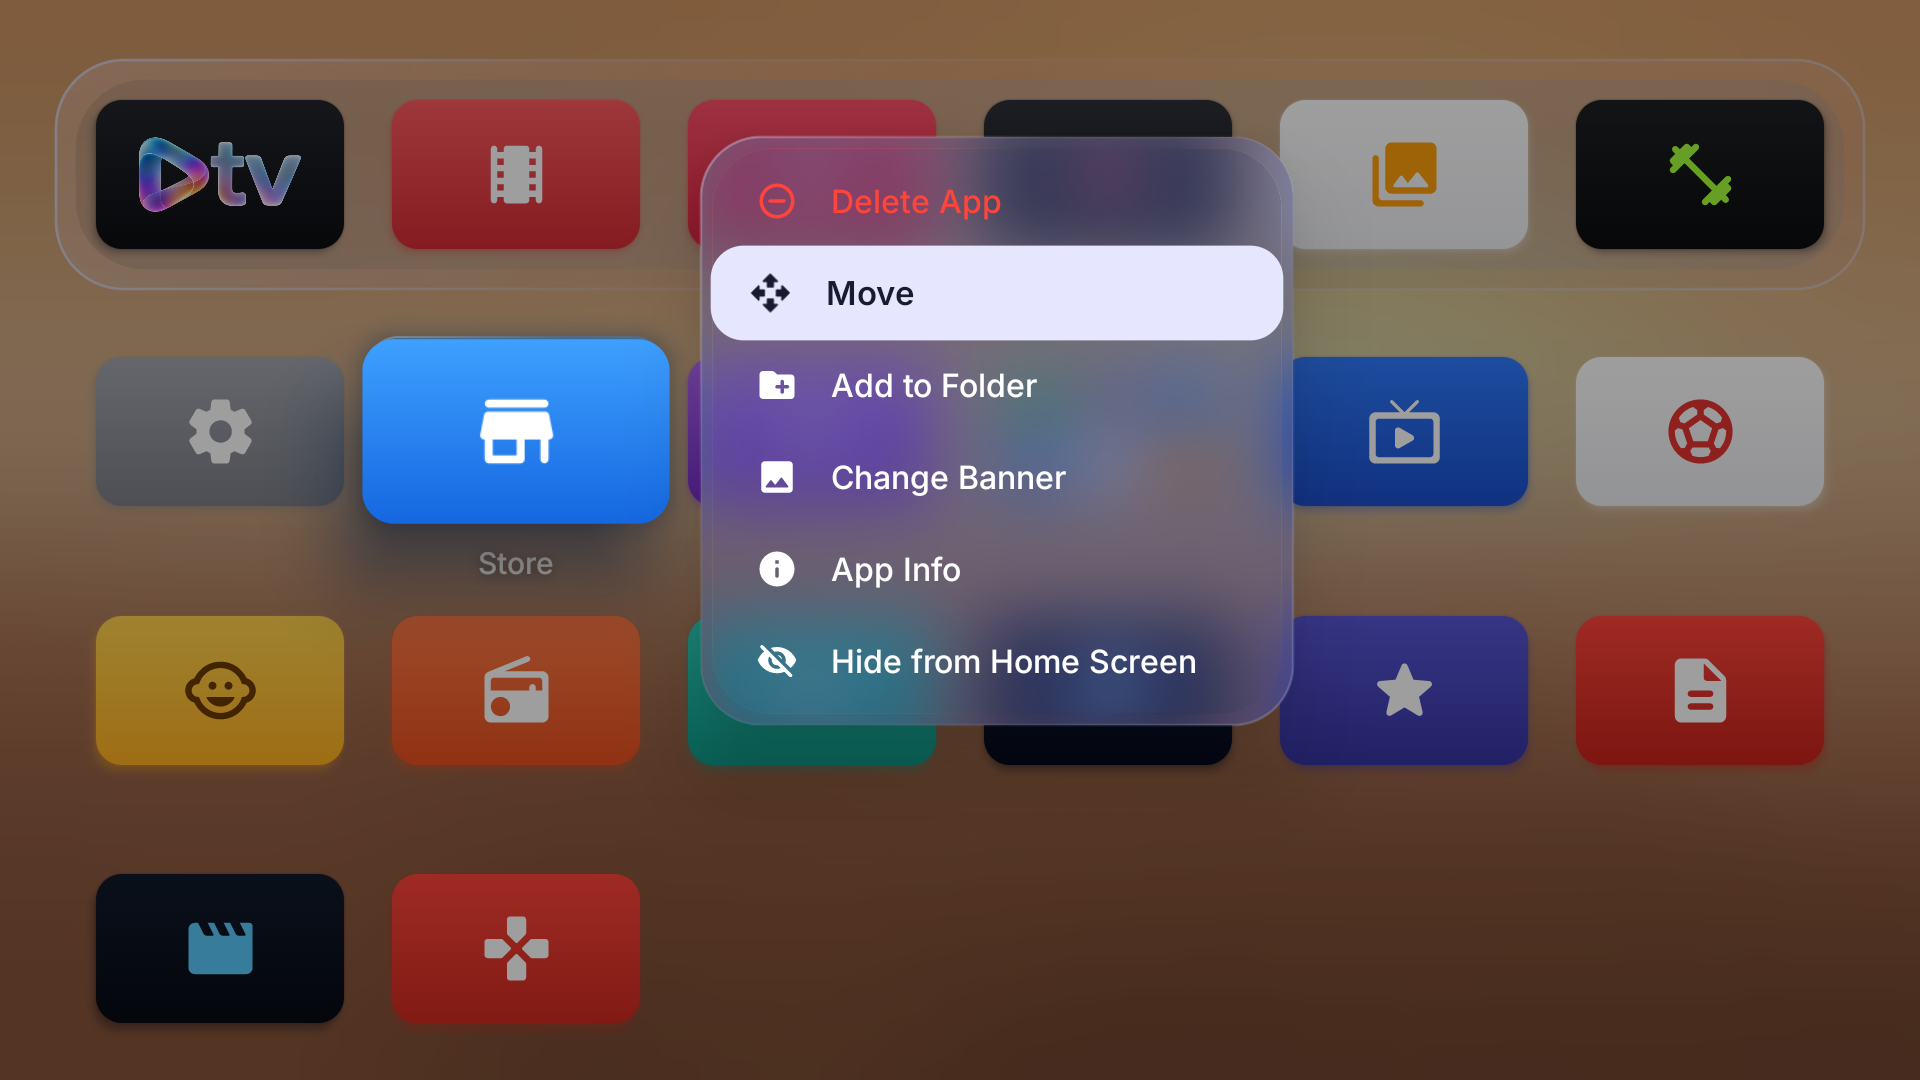 tv
Delete App
Move
Add to Folder
Change Banner
App Info
Hide from Home Screen
Store